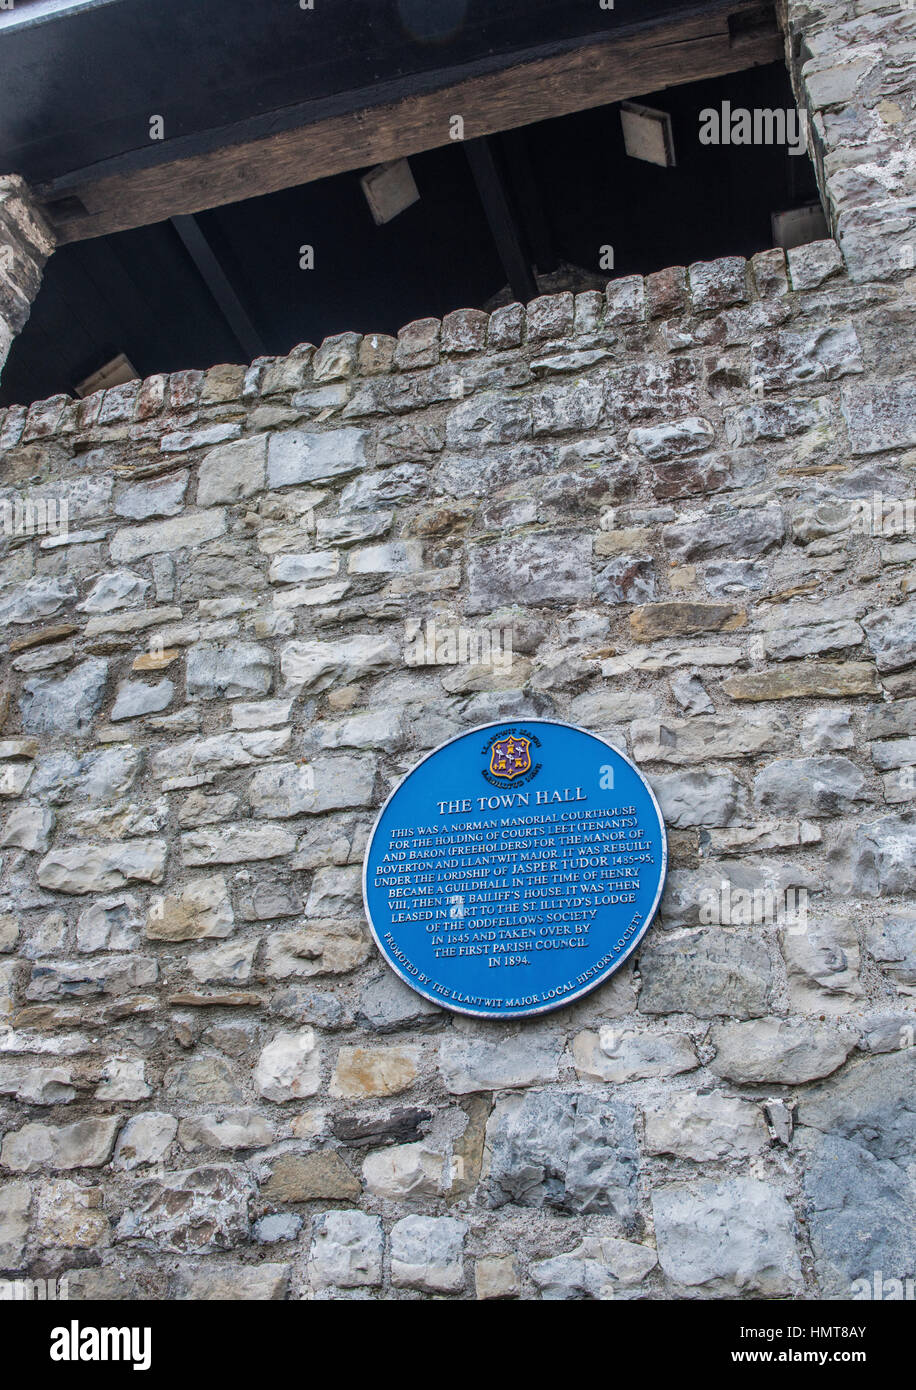 LLANTWIT MAJOR
THE TOWN HALL
THIS WAS A NORMAN MANORIAL COURTHOUSE
FOR THE HOLDING OF COURTS LEET (TENANTS)
AND BARON (FREEHOLDERS) FOR THE MANOR OF
BOVERTON AND LLANTWIT MAJOR. IT WAS REBUILT
UNDER THE LORDSHIP OF JASPER TUDOR 1485-95;
BECAME A GUILDHALL IN THE TIME OF HENRY
VIII, THEN THE BAILIFF'S HOUSE. IT WAS THEN
LEASED IN PART TO THE ST. ILLTYD'S LODGE
OF THE ODDFELLOWS SOCIETY
IN 1845 AND TAKEN OVER BY
THE FIRST PARISH COUNCIL
IN 1894.
PROMOTED BY THE LLANTWIT MAJOR LOCAL HISTORY SOCIETY
a alamy stock photo
HMT8AY
www.alamy.com